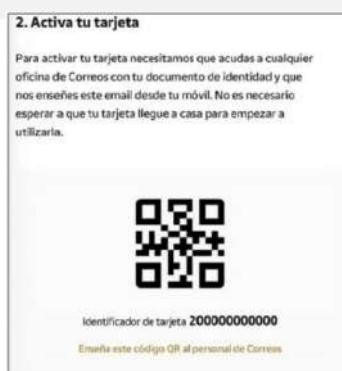 2. Activa tu tarjeta
Para activar tu tarjeta necesitamos que acudas a cualquier
oficina de Correos con tu documento de identidad y que
nos enseñes este email desde tu móvil. No es necesario
esperar a que tu tarjeta llegue a casa para empezar a
utilizarla.
Identificador de tarjeta 200000000000
Enseña este código QR al personal de Correos